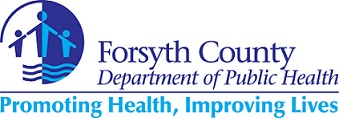 Forsyth County
Department of Public Health
Promoting Health, Improving Lives